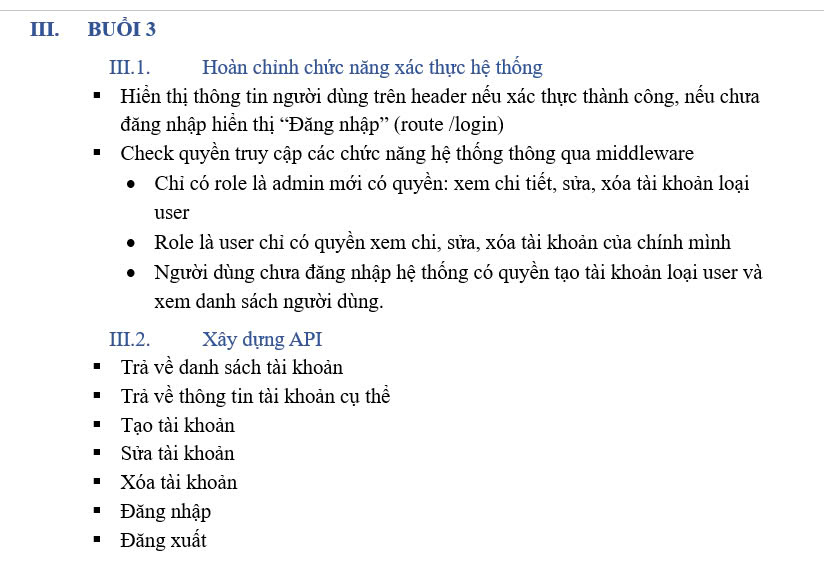 III. BUỔI 3
III.1. Hoàn chỉnh chức năng xác thực hệ thống
▪ Hiển thị thông tin người dùng trên header nếu xác thực thành công, nếu chưa
đăng nhập hiển thị “Đăng nhập” (route /login)
▪ Check quyền truy cập các chức năng hệ thống thông qua middleware
• Chỉ có role là admin mới có quyền: xem chi tiết, sửa, xóa tài khoản loại
user
• Role là user chỉ có quyền xem chi, sửa, xóa tài khoản của chính mình
• Người dùng chưa đăng nhập hệ thống có quyền tạo tài khoản loại user và
xem danh sách người dùng.
III.2. Xây dựng API
▪ Trả về danh sách tài khoản
▪ Trả về thông tin tài khoản cụ thể
▪ Tạo tài khoản
▪ Sửa tài khoản
▪ Xóa tài khoản
▪ Đăng nhập
▪ Đăng xuất